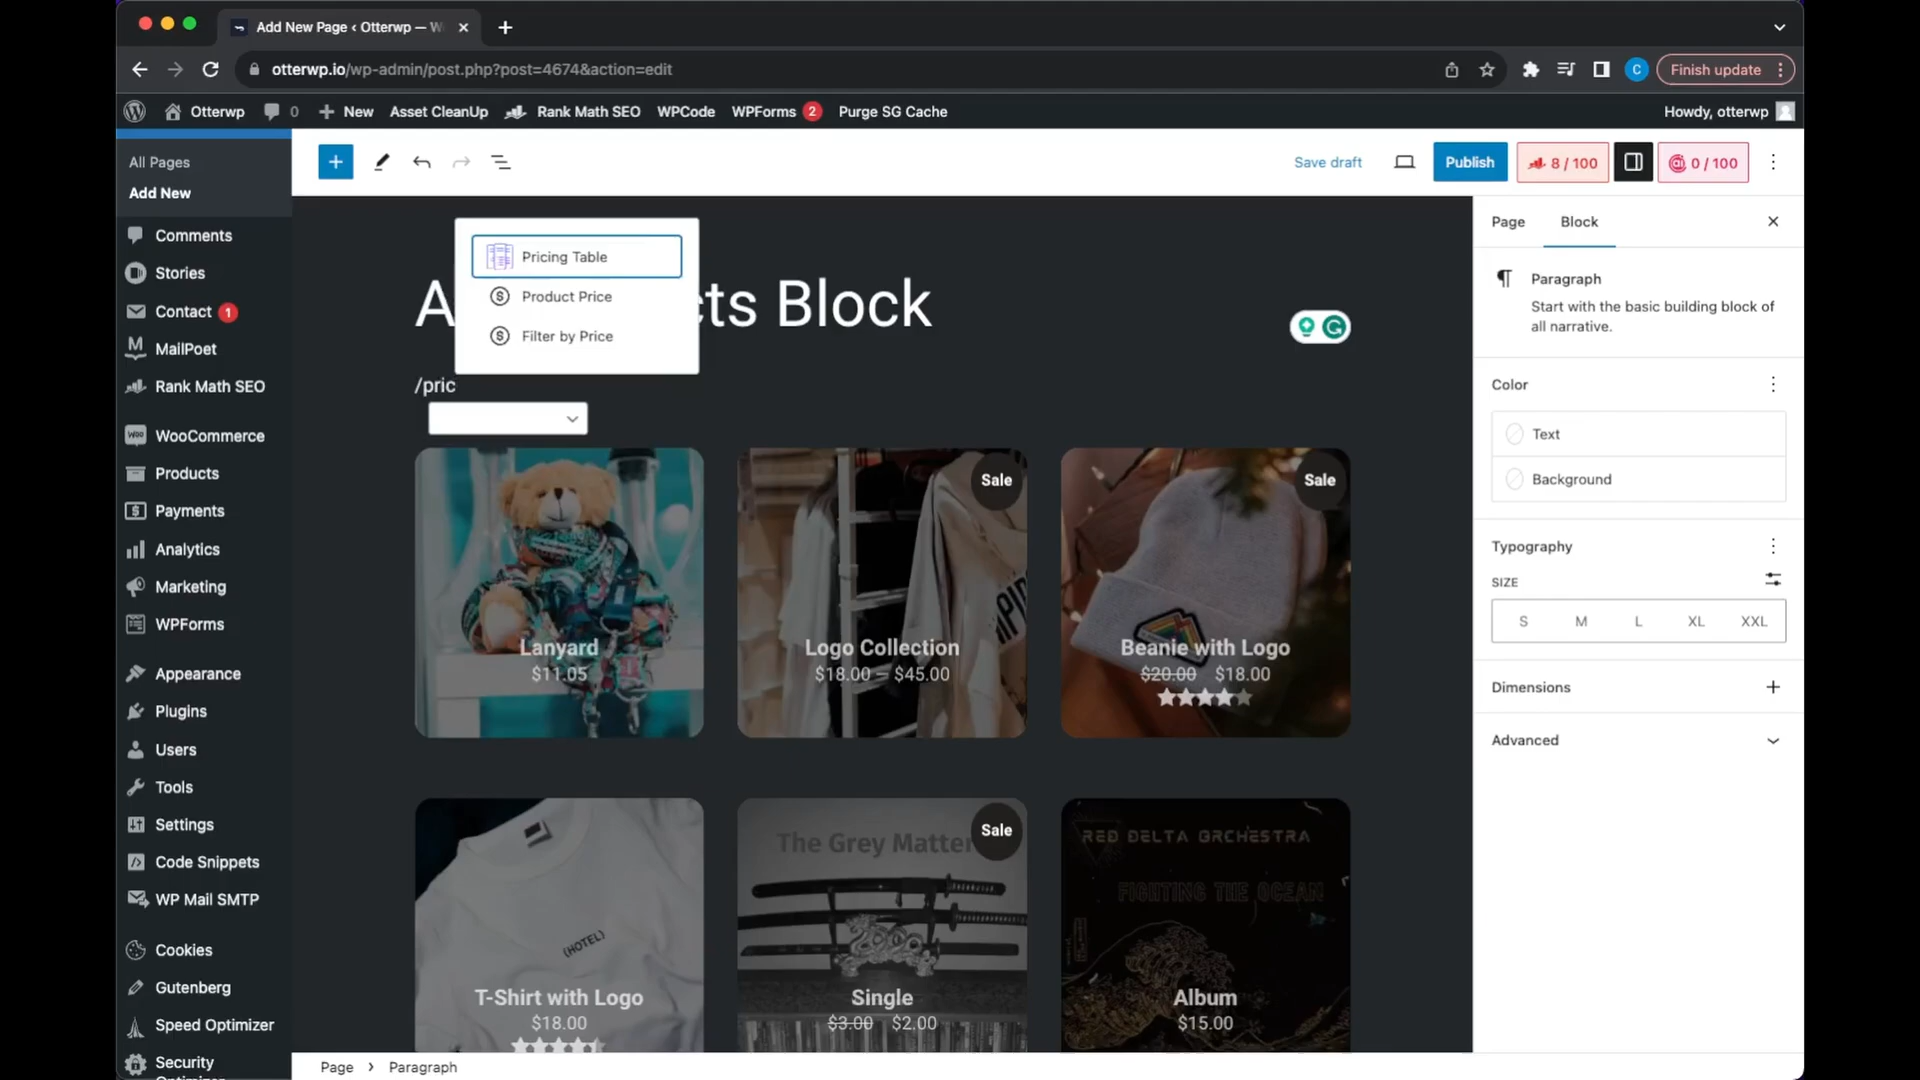 Add New Page ‹ Otterwp — W
otterwp.io/wp-admin/post.php?post=4674&action=edit
C
Finish update
Otterwp
0
New
Asset CleanUp
Rank Math SEO
WPCode
WPForms 2
Purge SG Cache
Howdy, otterwp
All Pages
Add New
Comments
Stories
Contact 1
MailPoet
Rank Math SEO
WooCommerce
Products
Payments
Analytics
Marketing
WPForms
Appearance
Plugins
Users
Tools
Settings
Code Snippets
WP Mail SMTP
Cookies
Gutenberg
Speed Optimizer
Security
Save draft
Publish
8 / 100
0 / 100
Pricing Table
Product Price
Filter by Price
A
cts Block
/pric
Sale
Sale
Lanyard
$11.05
Logo Collection
$18.00 – $45.00
Beanie with Logo
$20.00 $18.00
Sale
The Grey Matter
RED DELTA ORCHESTRA
FIGHTING THE OCEAN
(HOTEL)
T-Shirt with Logo
$18.00
Single
$3.00 $2.00
Album
$15.00
Page › Paragraph
Page
Block
Paragraph
Start with the basic building block of
all narrative.
Color
Text
Background
Typography
SIZE
S M L XL XXL
Dimensions
Advanced